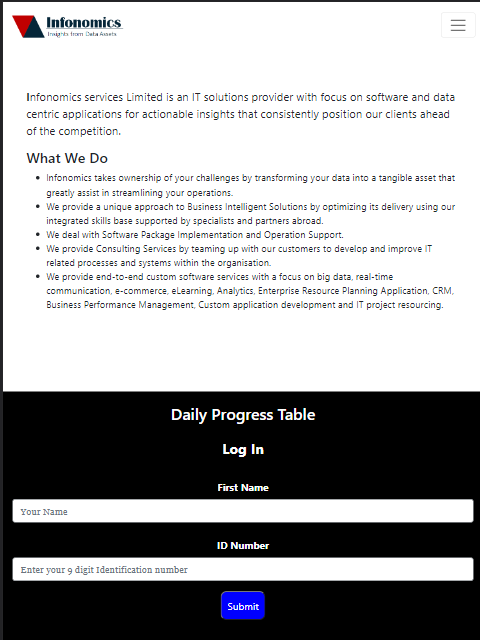 Infonomics
Insights from Data Assets
Infonomics services Limited is an IT solutions provider with focus on software and data
centric applications for actionable insights that consistently position our clients ahead
of the competition.
What We Do
Infonomics takes ownership of your challenges by transforming your data into a tangible asset that
greatly assist in streamlining your operations.
We provide a unique approach to Business Intelligent Solutions by optimizing its delivery using our
integrated skills base supported by specialists and partners abroad.
We deal with Software Package Implementation and Operation Support.
We provide Consulting Services by teaming up with our customers to develop and improve IT
related processes and systems within the organisation.
We provide end-to-end custom software services with a focus on big data, real-time
communication, e-commerce, eLearning, Analytics, Enterprise Resource Planning Application, CRM,
Business Performance Management, Custom application development and IT project resourcing.
Daily Progress Table
Log In
First Name
Your Name
ID Number
Enter your 9 digit Identification number
Submit